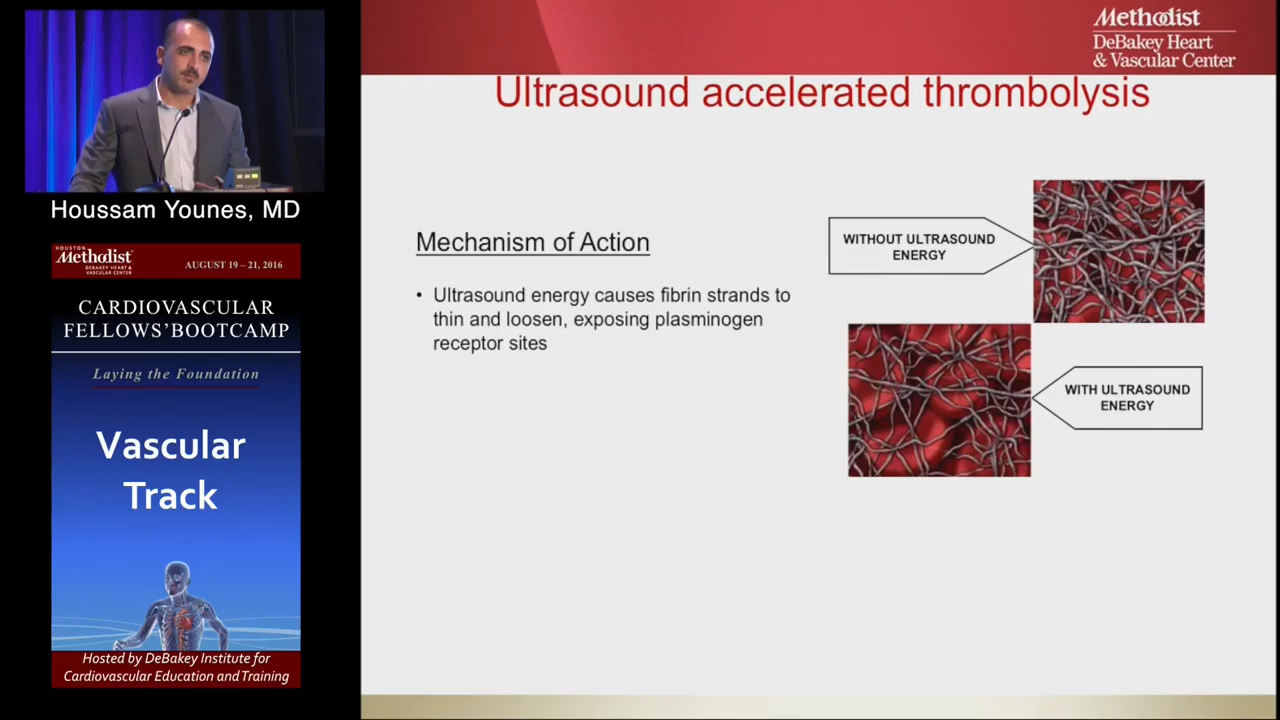 Methodist
DeBakey Heart
& Vascular Center
Ultrasound accelerated thrombolysis
Houssam Younes, MD
HOUSTON
Methodist
DEBAKEY HEART &
VASCULAR CENTER
AUGUST 19 – 21, 2016
CARDIOVASCULAR
FELLOWS' BOOTCAMP
Laying the Foundation
Vascular
Track
Hosted by DeBakey Institute for
Cardiovascular Education and Training
Mechanism of Action
• Ultrasound energy causes fibrin strands to
thin and loosen, exposing plasminogen
receptor sites
WITHOUT ULTRASOUND
ENERGY
WITH ULTRASOUND
ENERGY